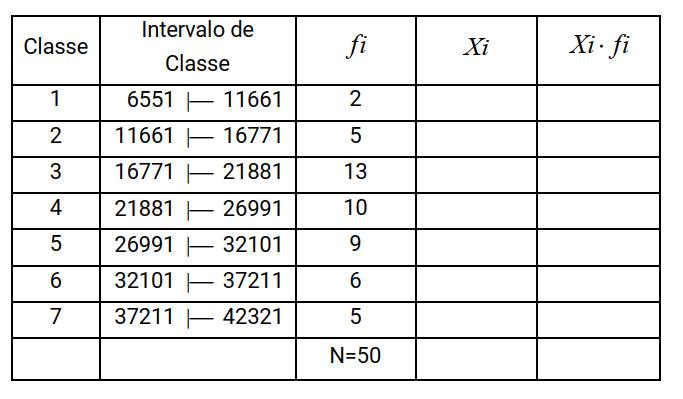 Classe Intervalo de Classe fi Xi Xi· fi
1 6551 |— 11661 2
2 11661 |— 16771 5
3 16771 |— 21881 13
4 21881 |— 26991 10
5 26991 |— 32101 9
6 32101 |— 37211 6
7 37211 |— 42321 5
N=50